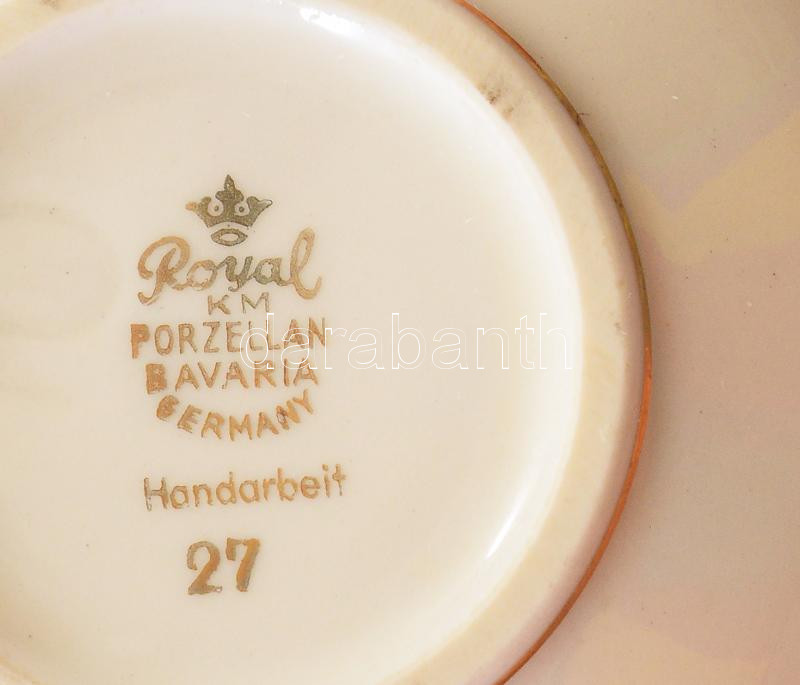 Royal
KM
PORZELLAN
BAVARIA
GERMANY
Handarbeit
27
darabanth